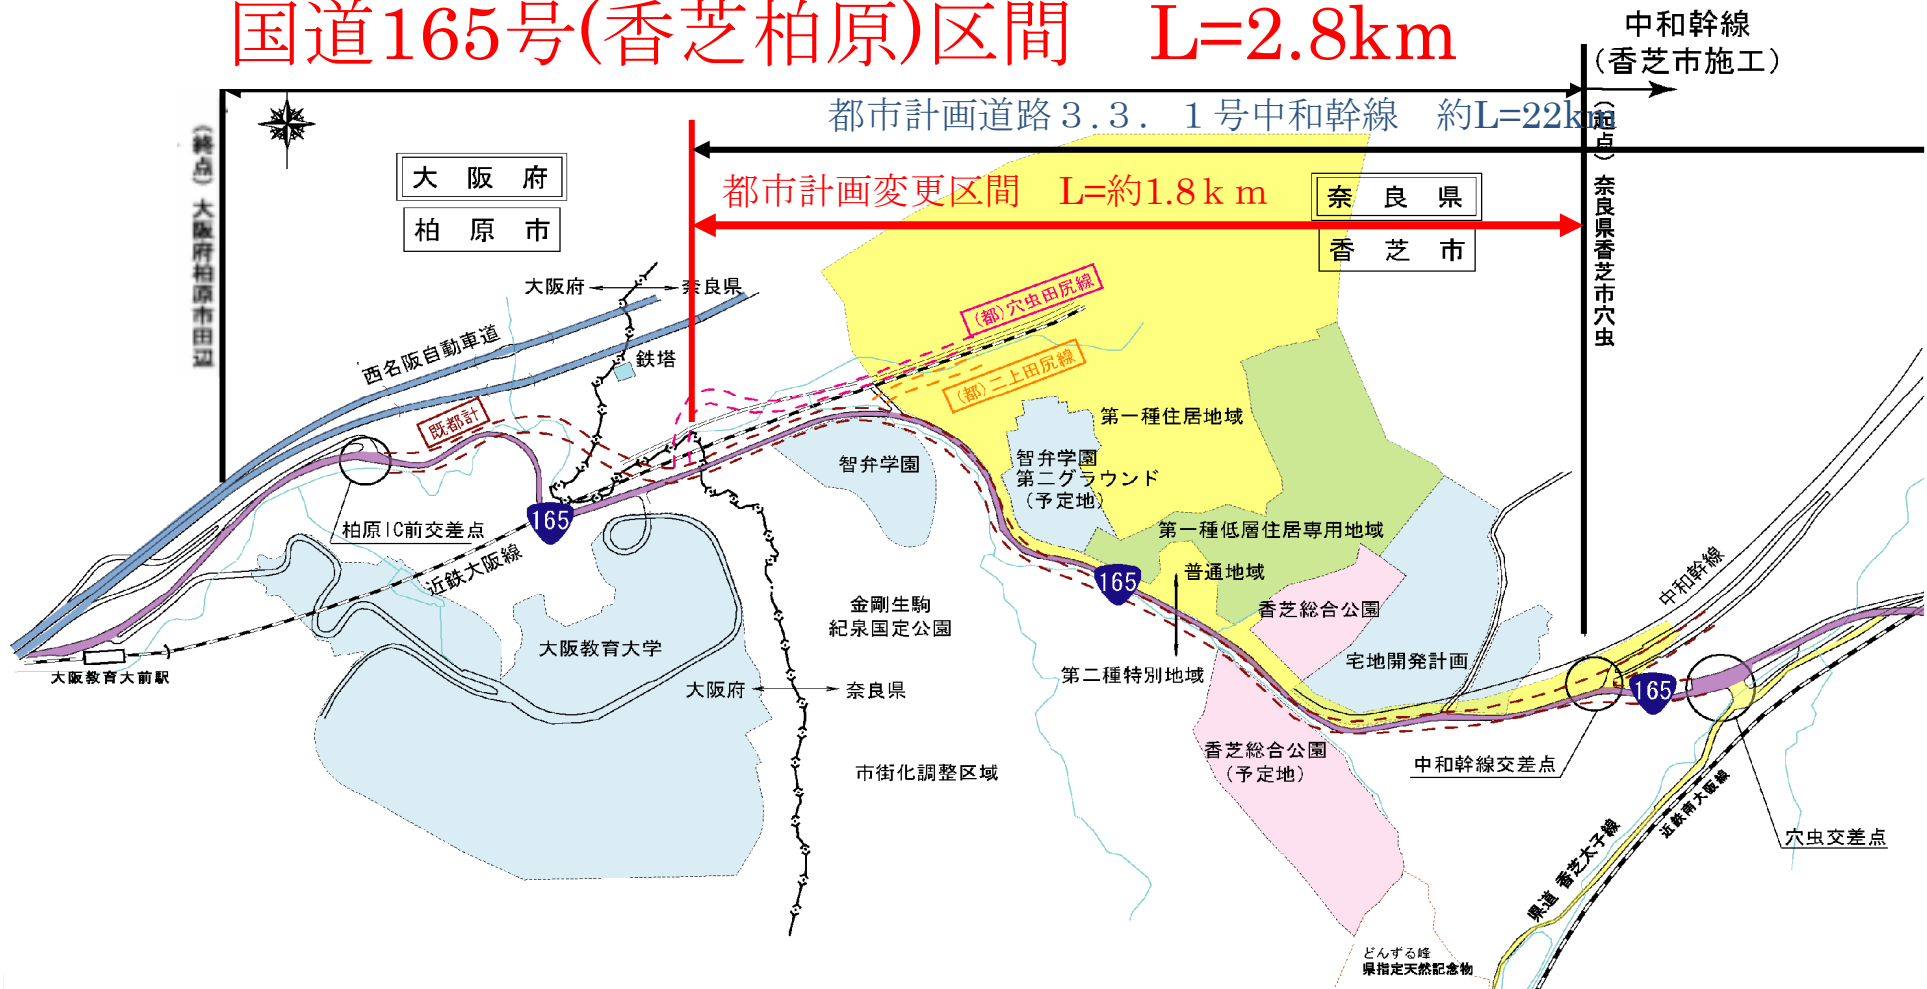 国道165号(香芝柏原)区間　L=2.8km
中和幹線
（香芝市施工）
都市計画道路３.３．１号中和幹線　約L=22km
（終点）大阪府柏原市田辺
（起点）奈良県香芝市穴虫
大阪府
柏原市
都市計画変更区間　L=約1.8ｋｍ
奈良県
香芝市
大阪府
奈良県
(都)穴虫田尻線
西名阪自動車道
鉄塔
(都)二上田尻線
既都計
第一種住居地域
智弁学園
智弁学園
第二グラウンド
（予定地）
165
柏原IC前交差点
第一種低層住居専用地域
近鉄大阪線
165
普通地域
中和幹線
金剛生駒
紀泉国定公園
香芝総合公園
大阪教育大学
宅地開発計画
大阪教育大前駅
第二種特別地域
大阪府
奈良県
165
香芝総合公園
（予定地）
中和幹線交差点
市街化調整区域
近鉄南大阪線
穴虫交差点
県道 香芝太子線
どんずる峰
県指定天然記念物